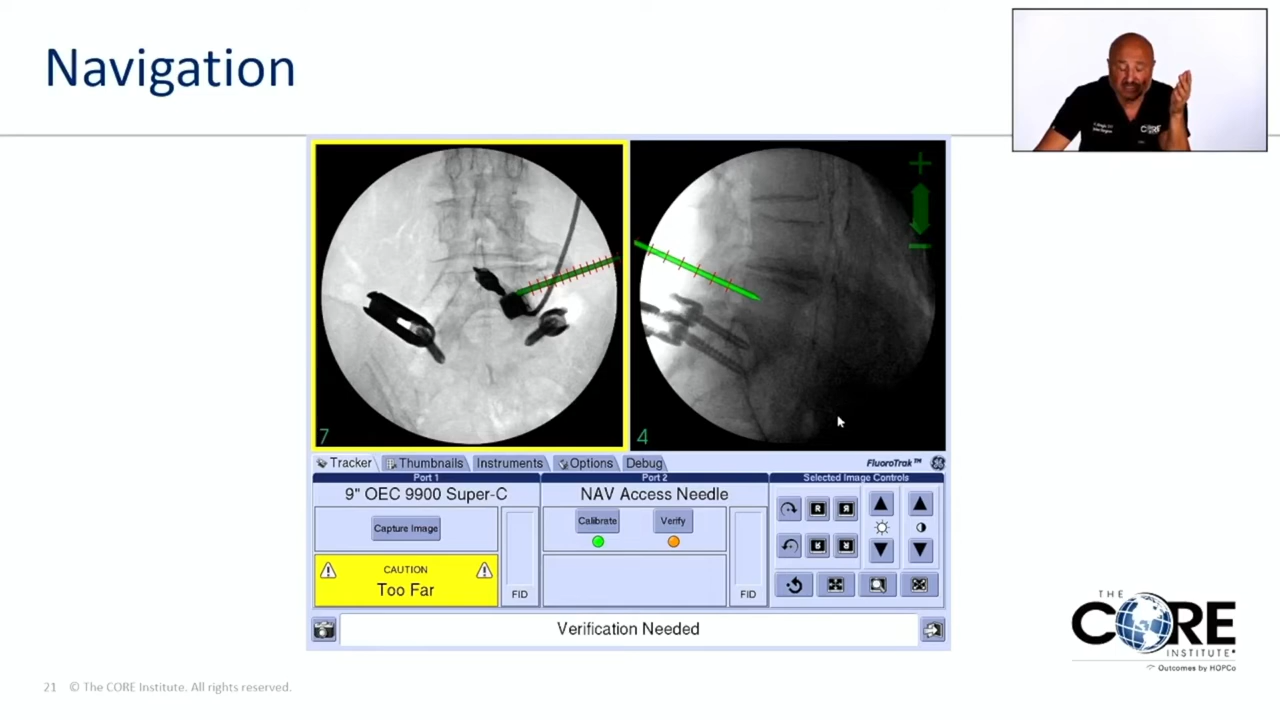 Navigation
CORE
+
−
7
4
Tracker
Thumbnails
Instruments
Options
Debug
FluoroTrak™
Port 1
Port 2
Selected Image Controls
9" OEC 9900 Super-C
NAV Access Needle
Capture Image
Calibrate
Verify
CAUTION
Too Far
FID
FID
Verification Needed
THE
CORE
INSTITUTE®
Outcomes by HOPCo
21 © The CORE Institute. All rights reserved.